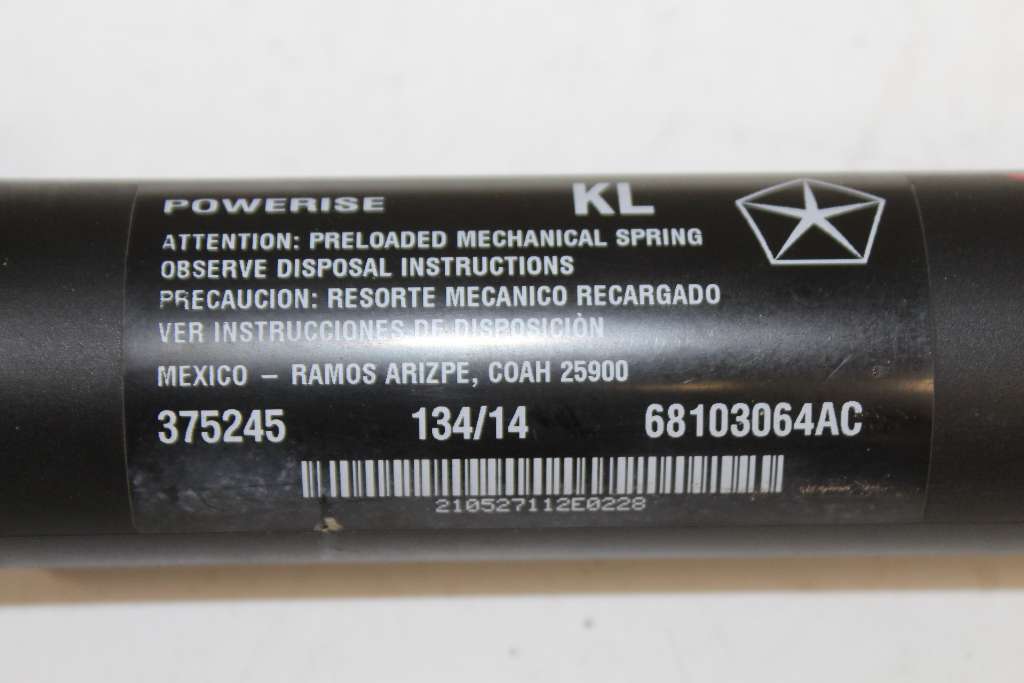 POWERISE KL
ATTENTION: PRELOADED MECHANICAL SPRING
OBSERVE DISPOSAL INSTRUCTIONS
PRECAUCION: RESORTE MECANICO RECARGADO
VER INSTRUCCIONES DE DISPOSICIÒN
MEXICO – RAMOS ARIZPE, COAH 25900
375245 134/14 68103064AC
210527112E0228